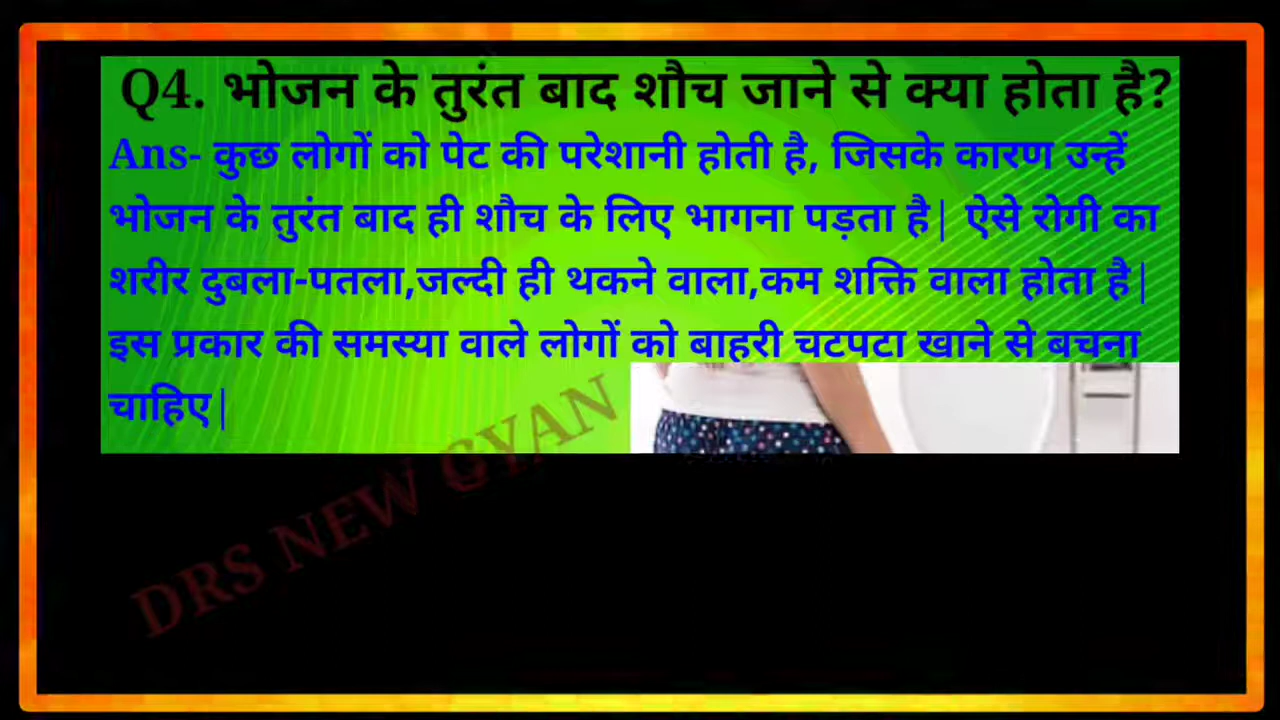 Q4. भोजन के तुरंत बाद शौच जाने से क्या होता है?
Ans- कुछ लोगों को पेट की परेशानी होती है, जिसके कारण उन्हें
भोजन के तुरंत बाद ही शौच के लिए भागना पड़ता है| ऐसे रोगी का
शरीर दुबला-पतला,जल्दी ही थकने वाला,कम शक्ति वाला होता है|
इस प्रकार की समस्या वाले लोगों को बाहरी चटपटा खाने से बचना
चाहिए|
DRS NEW GYAN